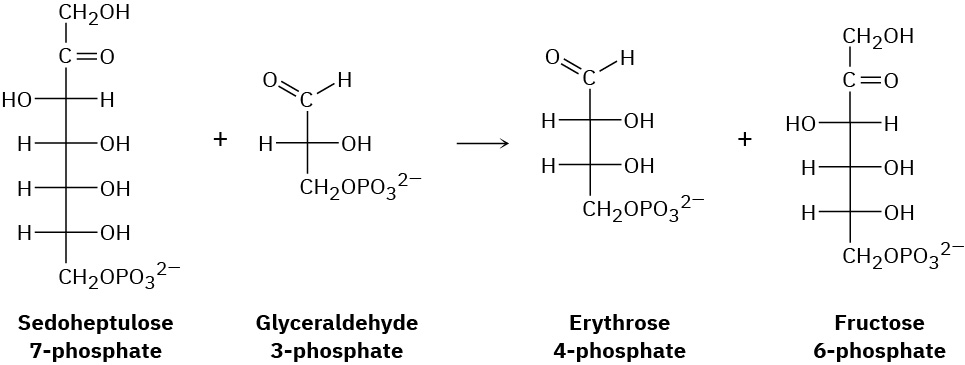 CH₂OH
C=O
HO H
H OH
H OH
H OH
CH₂OPO₃²⁻
Sedoheptulose
7-phosphate
+
O H
C
H OH
CH₂OPO₃²⁻
Glyceraldehyde
3-phosphate
→
O H
C
H OH
H OH
CH₂OPO₃²⁻
Erythrose
4-phosphate
+
CH₂OH
C=O
HO H
H OH
H OH
CH₂OPO₃²⁻
Fructose
6-phosphate